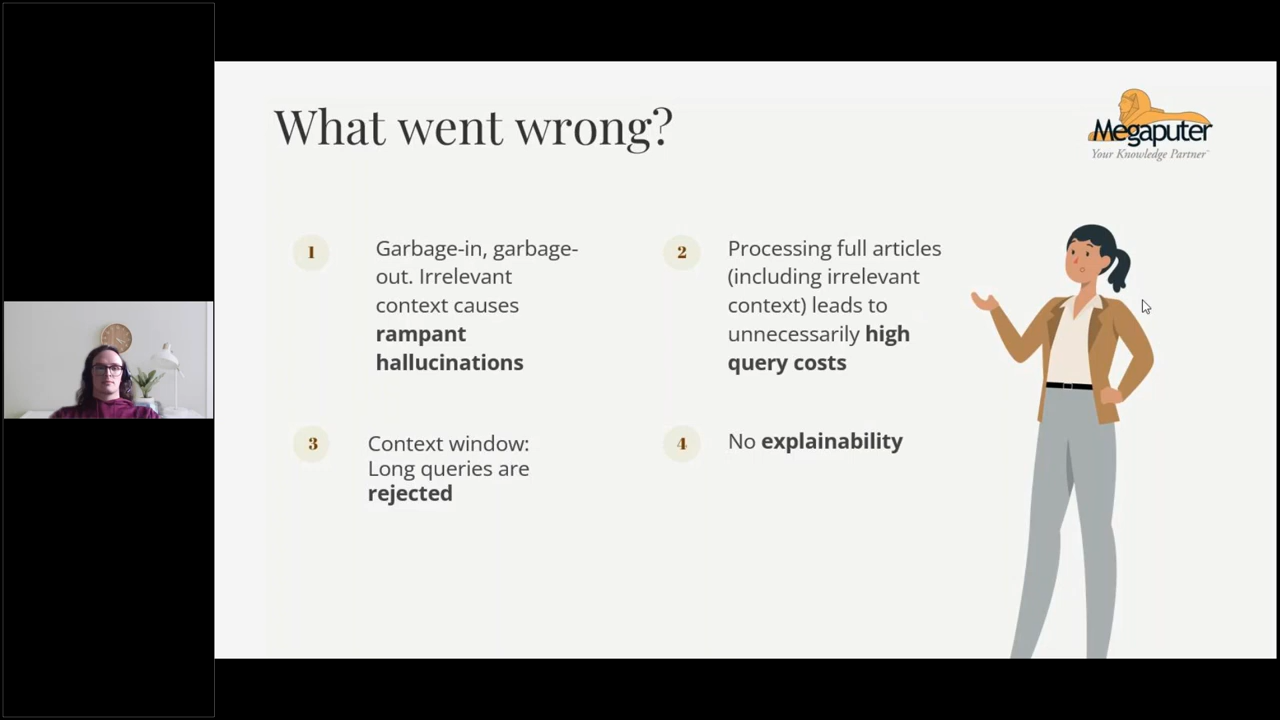 What went wrong?
Megaputer
Your Knowledge Partner
1
Garbage-in, garbage-
out. Irrelevant
context causes
rampant
hallucinations
2
Processing full articles
(including irrelevant
context) leads to
unnecessarily high
query costs
3
Context window:
Long queries are
rejected
4
No explainability